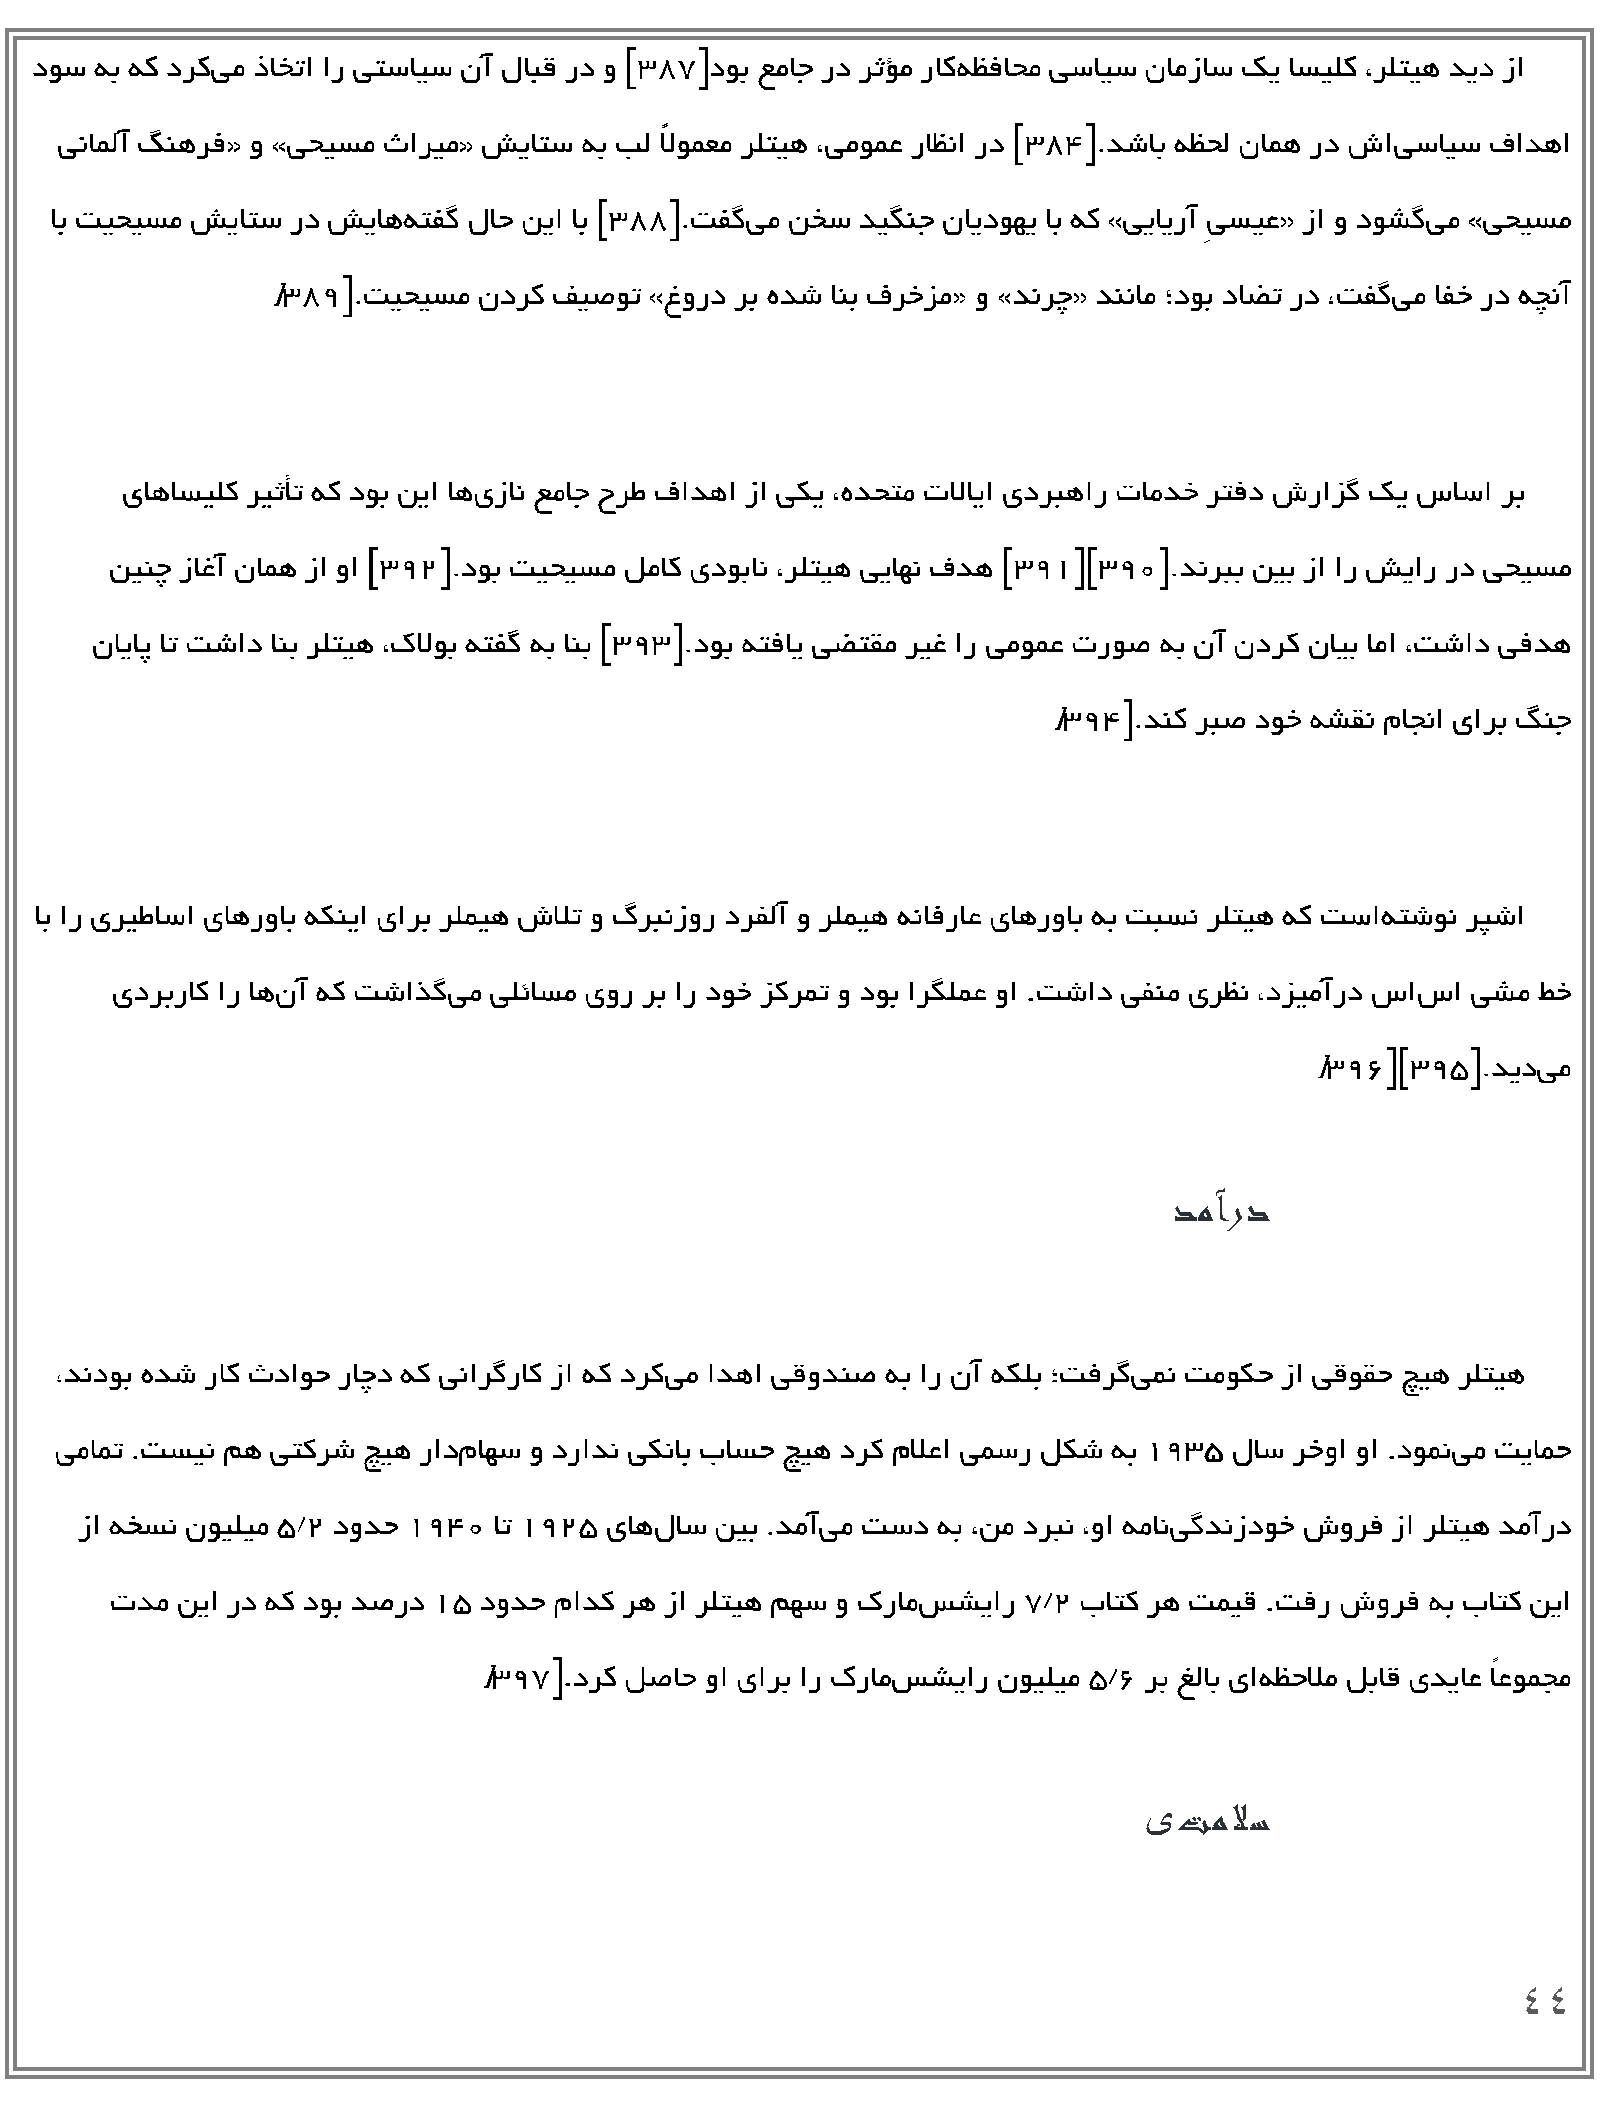 از دید هیتلر، کلیسا یک سازمان سیاسی محافظه‌کار مؤثر در جامع بود[۳۸۷] و در قبال آن سیاستی را اتخاذ می‌کرد که به سود
اهداف سیاسی‌اش در همان لحظه باشد.[۳۸۴] در انظار عمومی، هیتلر معمولاً لب به ستایش «میراث مسیحی» و «فرهنگ آلمانی
مسیحی» می‌گشود و از «عیسیِ آریایی» که با یهودیان جنگید سخن می‌گفت.[۳۸۸] با این حال گفته‌هایش در ستایش مسیحیت با
آنچه در خفا می‌گفت، در تضاد بود؛ مانند «چرند» و «مزخرف بنا شده بر دروغ» توصیف کردن مسیحیت.[۳۸۹]
بر اساس یک گزارش دفتر خدمات راهبردی ایالات متحده، یکی از اهداف طرح جامع نازی‌ها این بود که تأثیر کلیساهای
مسیحی در رایش را از بین ببرند.[۳۹۰][۳۹۱] هدف نهایی هیتلر، نابودی کامل مسیحیت بود.[۳۹۲] او از همان آغاز چنین
هدفی داشت، اما بیان کردن آن به صورت عمومی را غیر مقتضی یافته بود.[۳۹۳] بنا به گفته بولاک، هیتلر بنا داشت تا پایان
جنگ برای انجام نقشه خود صبر کند.[۳۹۴]
اشپر نوشته‌است که هیتلر نسبت به باورهای عارفانه هیملر و آلفرد روزنبرگ و تلاش هیملر برای اینکه باورهای اساطیری را با
خط مشی اس‌اس درآمیزد، نظری منفی داشت. او عملگرا بود و تمرکز خود را بر روی مسائلی می‌گذاشت که آن‌ها را کاربردی
می‌دید.[۳۹۵][۳۹۶]
درآمد
هیتلر هیچ حقوقی از حکومت نمی‌گرفت؛ بلکه آن را به صندوقی اهدا می‌کرد که از کارگرانی که دچار حوادث کار شده بودند،
حمایت می‌نمود. او اوخر سال ۱۹۳۵ به شکل رسمی اعلام کرد هیچ حساب بانکی ندارد و سهام‌دار هیچ شرکتی هم نیست. تمامی
درآمد هیتلر از فروش خودزندگی‌نامه او، نبرد من، به دست می‌آمد. بین سال‌های ۱۹۲۵ تا ۱۹۴۰ حدود ۵/۲ میلیون نسخه از
این کتاب به فروش رفت. قیمت هر کتاب ۷/۲ رایشس‌مارک و سهم هیتلر از هر کدام حدود ۱۵ درصد بود که در این مدت
مجموعاً عایدی قابل ملاحظه‌ای بالغ بر ۵/۶ میلیون رایشس‌مارک را برای او حاصل کرد.[۳۹۷]
سلامتی
٤٤